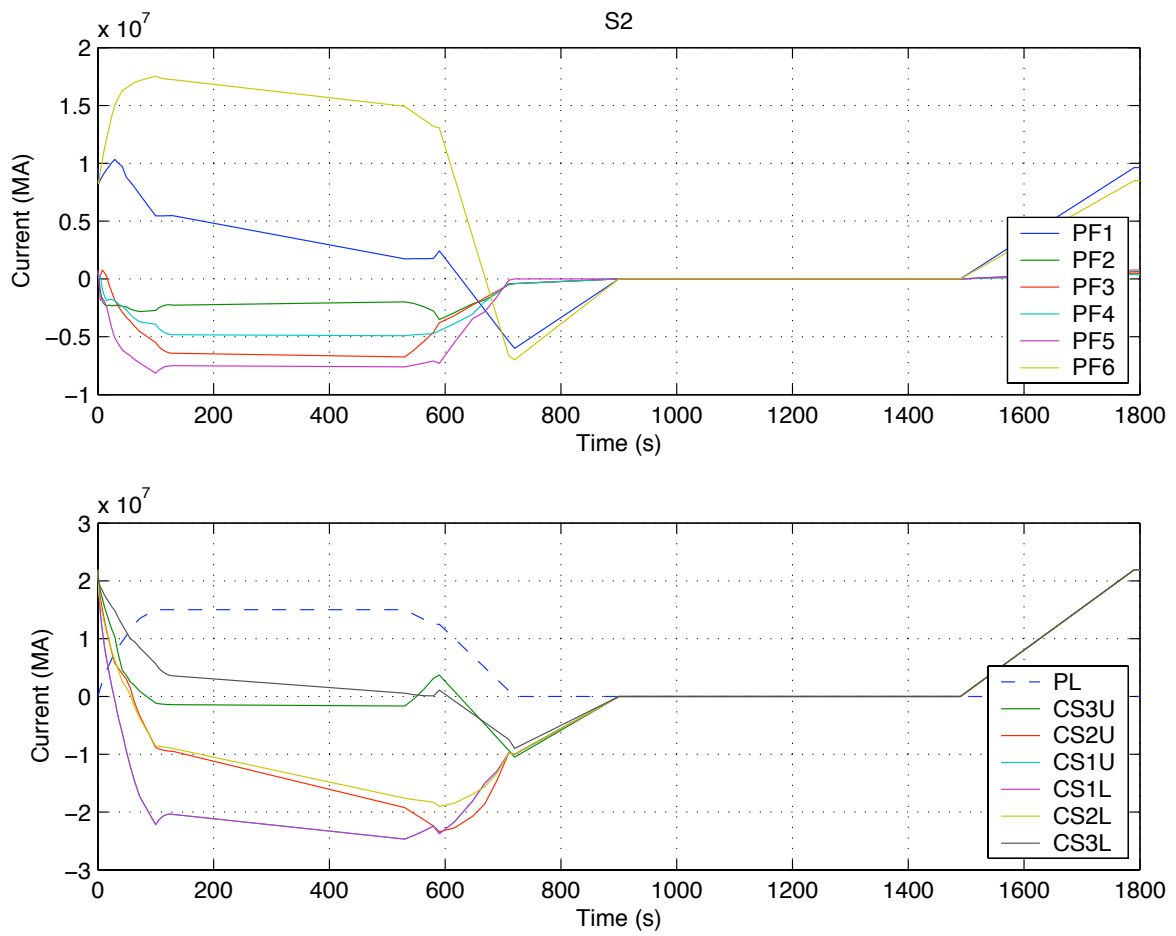 S2
x 10^7
2
1.5
1
0.5
0
−0.5
−1
Current (MA)
0 200 400 600 800 1000 1200 1400 1600 1800
Time (s)
PF1
PF2
PF3
PF4
PF5
PF6
x 10^7
3
2
1
0
−1
−2
−3
Current (MA)
0 200 400 600 800 1000 1200 1400 1600 1800
Time (s)
PL
CS3U
CS2U
CS1U
CS1L
CS2L
CS3L